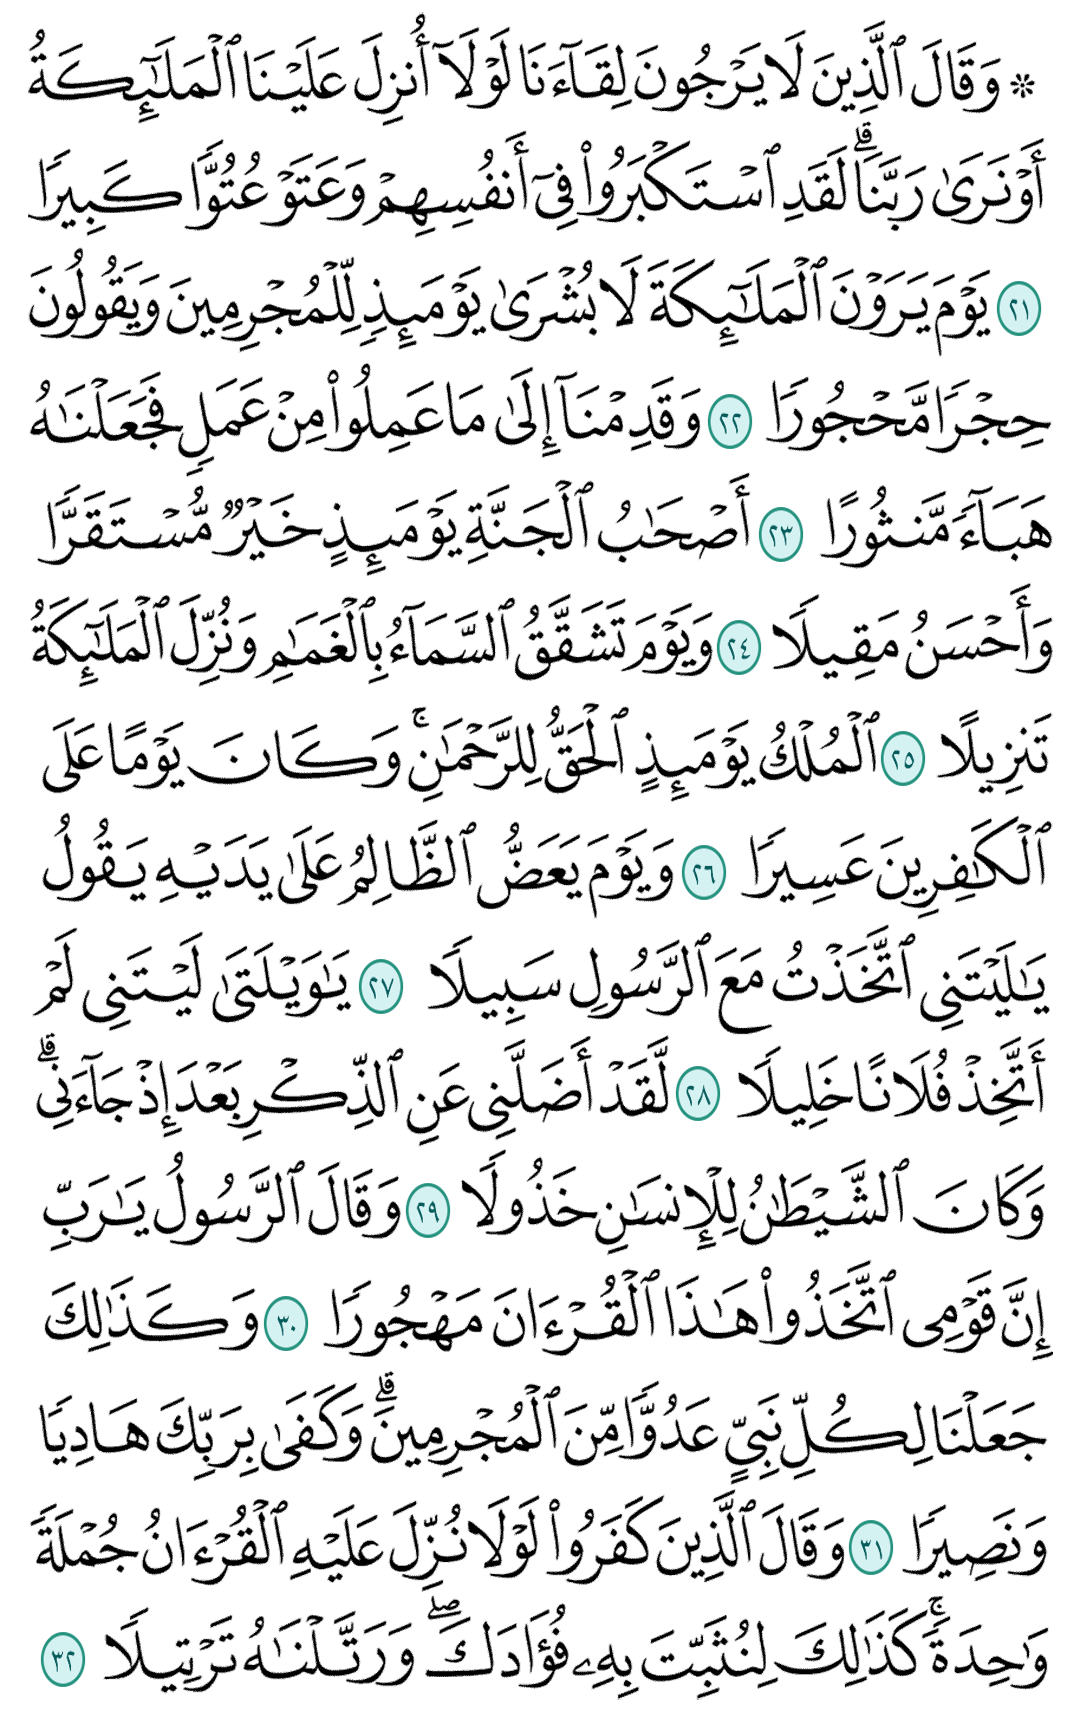 ۞ وَقَالَ ٱلَّذِينَ لَا يَرۡجُونَ لِقَآءَنَا لَوۡلَآ أُنزِلَ عَلَيۡنَا ٱلۡمَلَٰٓئِكَةُ
أَوۡ نَرَىٰ رَبَّنَاۗ لَقَدِ ٱسۡتَكۡبَرُواْ فِيٓ أَنفُسِهِمۡ وَعَتَوۡ عُتُوّٗا كَبِيرٗا
٢١ يَوۡمَ يَرَوۡنَ ٱلۡمَلَٰٓئِكَةَ لَا بُشۡرَىٰ يَوۡمَئِذٖ لِّلۡمُجۡرِمِينَ وَيَقُولُونَ
حِجۡرٗا مَّحۡجُورٗا ٢٢ وَقَدِمۡنَآ إِلَىٰ مَا عَمِلُواْ مِنۡ عَمَلٖ فَجَعَلۡنَٰهُ
هَبَآءٗ مَّنثُورًا ٢٣ أَصۡحَٰبُ ٱلۡجَنَّةِ يَوۡمَئِذٍ خَيۡرٞ مُّسۡتَقَرّٗا
وَأَحۡسَنُ مَقِيلٗا ٢٤ وَيَوۡمَ تَشَقَّقُ ٱلسَّمَآءُ بِٱلۡغَمَٰمِ وَنُزِّلَ ٱلۡمَلَٰٓئِكَةُ
تَنزِيلًا ٢٥ ٱلۡمُلۡكُ يَوۡمَئِذٍ ٱلۡحَقُّ لِلرَّحۡمَٰنِۚ وَكَانَ يَوۡمًا عَلَى
ٱلۡكَٰفِرِينَ عَسِيرٗا ٢٦ وَيَوۡمَ يَعَضُّ ٱلظَّالِمُ عَلَىٰ يَدَيۡهِ يَقُولُ
يَٰلَيۡتَنِي ٱتَّخَذۡتُ مَعَ ٱلرَّسُولِ سَبِيلٗا ٢٧ يَٰوَيۡلَتَىٰ لَيۡتَنِي لَمۡ
أَتَّخِذۡ فُلَانًا خَلِيلٗا ٢٨ لَّقَدۡ أَضَلَّنِي عَنِ ٱلذِّكۡرِ بَعۡدَ إِذۡ جَآءَنِيۗ
وَكَانَ ٱلشَّيۡطَٰنُ لِلۡإِنسَٰنِ خَذُولٗا ٢٩ وَقَالَ ٱلرَّسُولُ يَٰرَبِّ
إِنَّ قَوۡمِي ٱتَّخَذُواْ هَٰذَا ٱلۡقُرۡءَانَ مَهۡجُورٗا ٣٠ وَكَذَٰلِكَ
جَعَلۡنَا لِكُلِّ نَبِيٍّ عَدُوّٗا مِّنَ ٱلۡمُجۡرِمِينَۗ وَكَفَىٰ بِرَبِّكَ هَادِيٗا
وَنَصِيرٗا ٣١ وَقَالَ ٱلَّذِينَ كَفَرُواْ لَوۡلَا نُزِّلَ عَلَيۡهِ ٱلۡقُرۡءَانُ جُمۡلَةٗ
وَٰحِدَةٗۚ كَذَٰلِكَ لِنُثَبِّتَ بِهِۦ فُؤَادَكَۖ وَرَتَّلۡنَٰهُ تَرۡتِيلٗا ٣٢